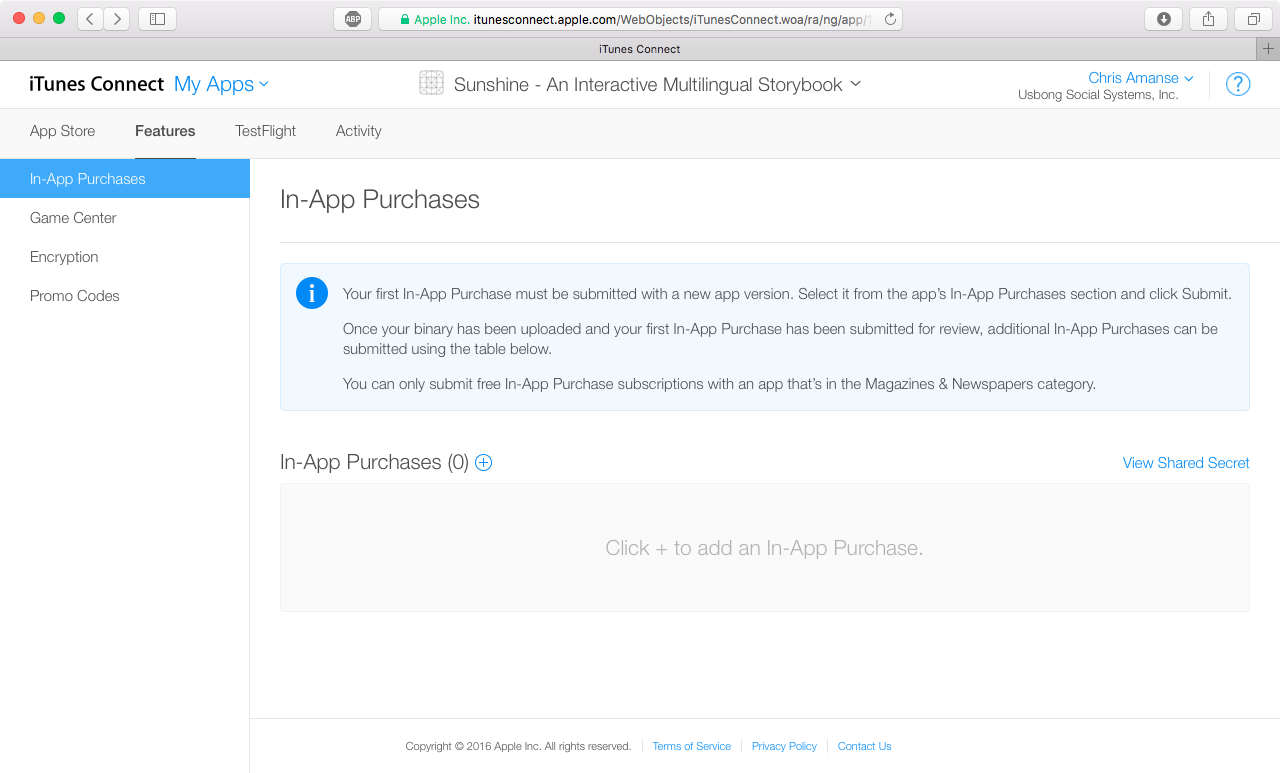 ABP
Apple Inc. itunesconnect.apple.com/WebObjects/iTunesConnect.woa/ra/ng/app/
iTunes Connect
iTunes Connect My Apps
Sunshine - An Interactive Multilingual Storybook
Chris Amanse
Usbong Social Systems, Inc.
?
App Store
Features
TestFlight
Activity
In-App Purchases
Game Center
Encryption
Promo Codes
In-App Purchases
i
Your first In-App Purchase must be submitted with a new app version. Select it from the app’s In-App Purchases section and click Submit.
Once your binary has been uploaded and your first In-App Purchase has been submitted for review, additional In-App Purchases can be
submitted using the table below.
You can only submit free In-App Purchase subscriptions with an app that’s in the Magazines & Newspapers category.
In-App Purchases (0)
View Shared Secret
Click + to add an In-App Purchase.
Copyright © 2016 Apple Inc. All rights reserved.
Terms of Service
Privacy Policy
Contact Us